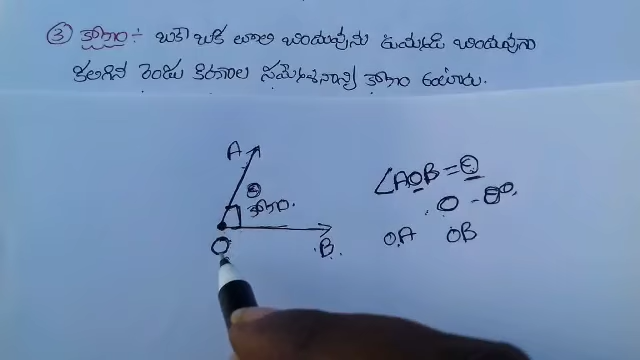 ③ కోణం :- ఒకే ఒక తొలి బిందువును ఉమ్మడి బిందువుగా
కలిగిన రెండు కిరణాల సమ్మేళనాన్ని కోణం అంటారు.
A
θ
కోణం.
O
B.
∠AOB = θ
O - θ°.
OA OB